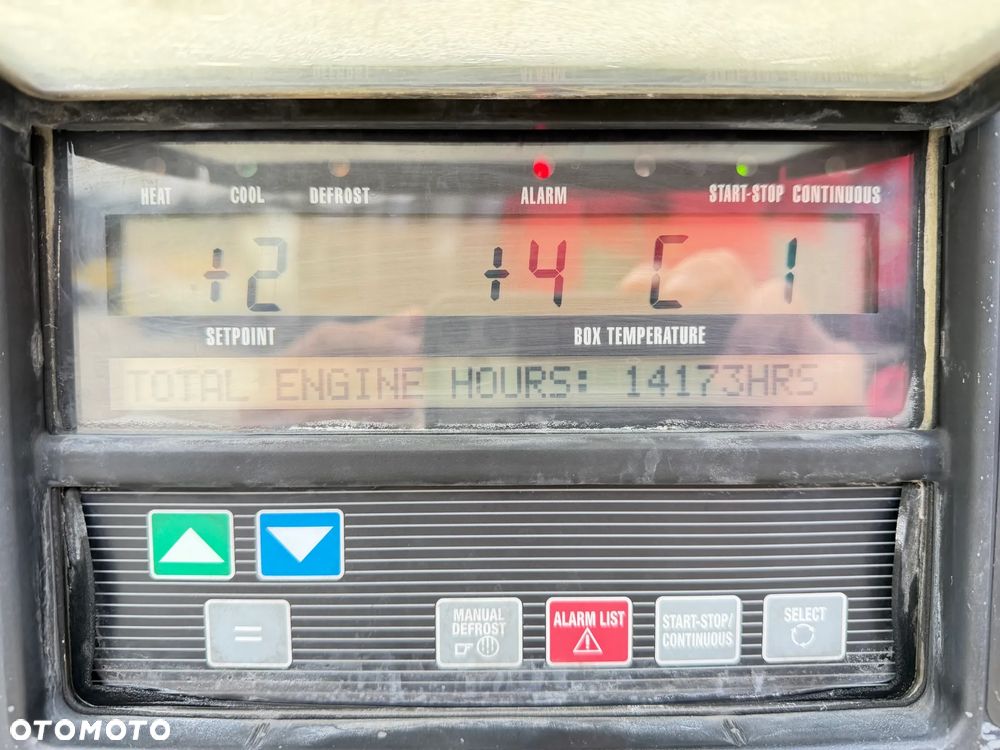 HEAT COOL DEFROST ALARM START-STOP CONTINUOUS
+2 +4 C 1
SETPOINT BOX TEMPERATURE
TOTAL ENGINE HOURS: 14173HRS
MANUAL DEFROST
ALARM LIST
START-STOP/
CONTINUOUS
SELECT
=
OTOMOTO